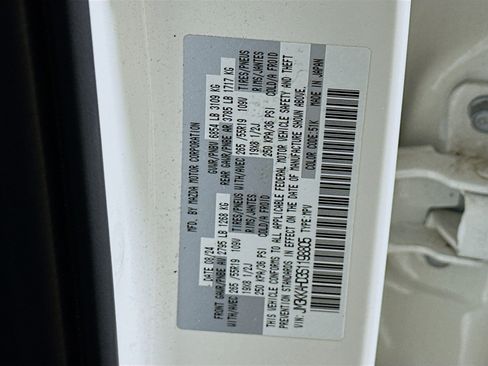 MFD. BY MAZDA MOTOR CORPORATION
DATE 09/24 GVWR/PNBV 6854 LB 3109 KG
FRONT GAWR/PNBE AV 2795 LB 1268 KG REAR GAWR/PNBE AR 3785 LB 1717 KG
WITH/AVEC TIRES/PNEUS WITH/AVEC TIRES/PNEUS
265/55R19 109V RIMS/JANTES 265/55R19 109V RIMS/JANTES
19X8 1/2J COLD/A FROID 19X8 1/2J COLD/A FROID
250 KPA/36 PSI 250 KPA/36 PSI
THIS VEHICLE CONFORMS TO ALL APPLICABLE FEDERAL MOTOR VEHICLE SAFETY AND THEFT
PREVENTION STANDARDS IN EFFECT ON THE DATE OF MANUFACTURE SHOWN ABOVE.
VIN: TYPE:MPV COLOR CODE:51K MADE IN JAPAN